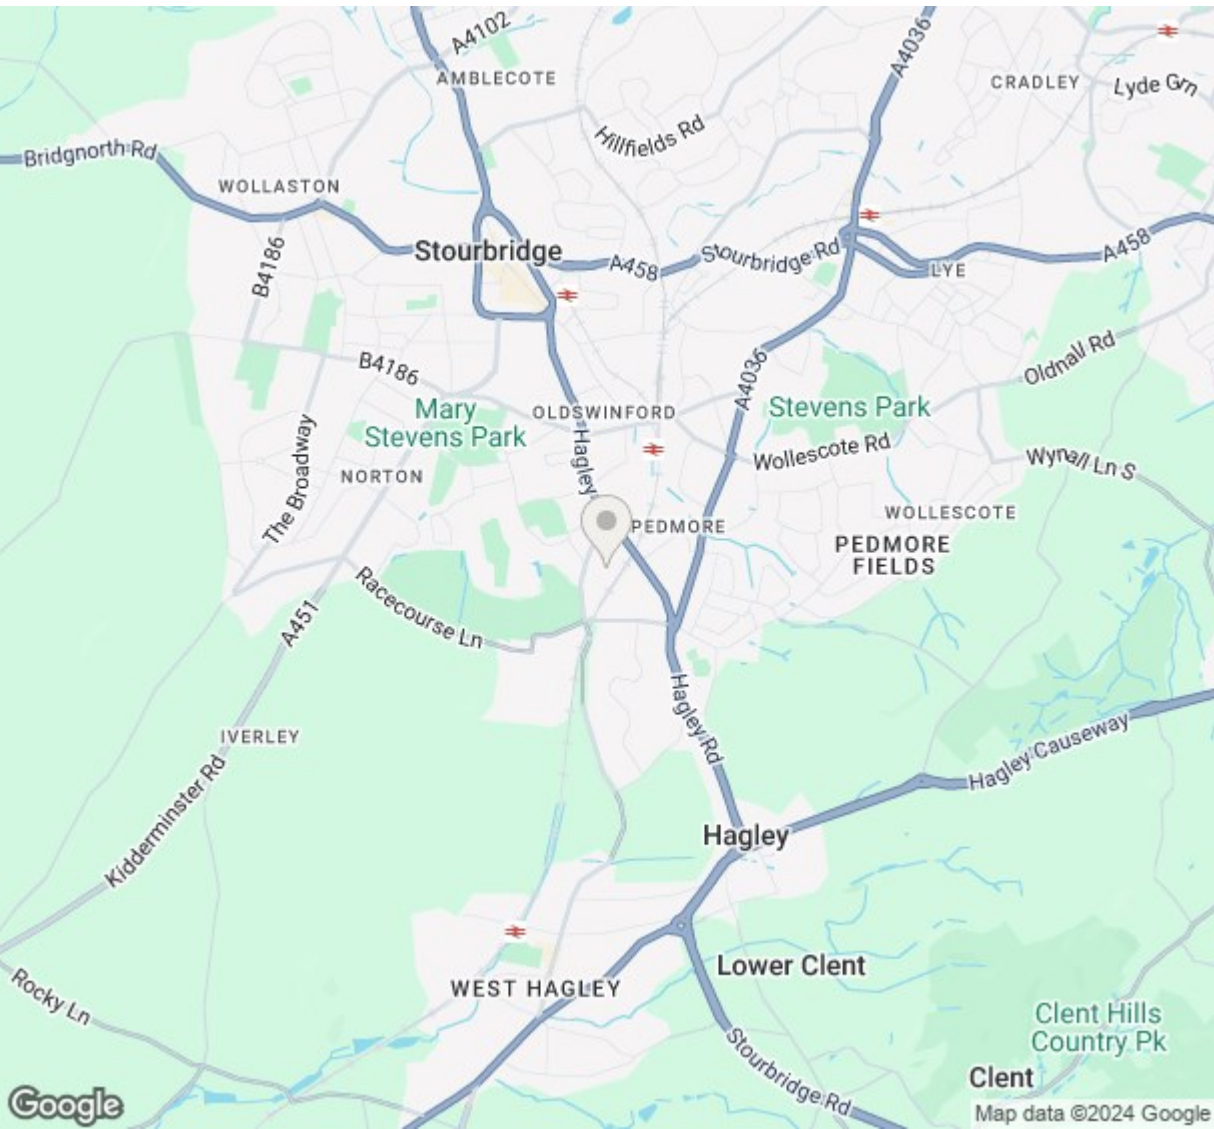 A4102
AMBLECOTE
A4036
CRADLEY
Lyde Grn
Hillfields Rd
Bridgnorth Rd
WOLLASTON
B4186
Stourbridge
A458
Stourbridge Rd
A458
LYE
B4186
A4036
Oldnall Rd
Mary
Stevens Park
OLDSWINFORD
Stevens Park
The Broadway
NORTON
Hagley
Wollescote Rd
Wynall Ln S
PEDMORE
WOLLESCOTE
PEDMORE
FIELDS
A451
Racecourse Ln
IVERLEY
Hagley Rd
Hagley Causeway
Kidderminster Rd
Hagley
Rocky Ln
WEST HAGLEY
Lower Clent
Clent Hills
Country Pk
Stourbridge Rd
Clent
Google
Map data ©2024 Google